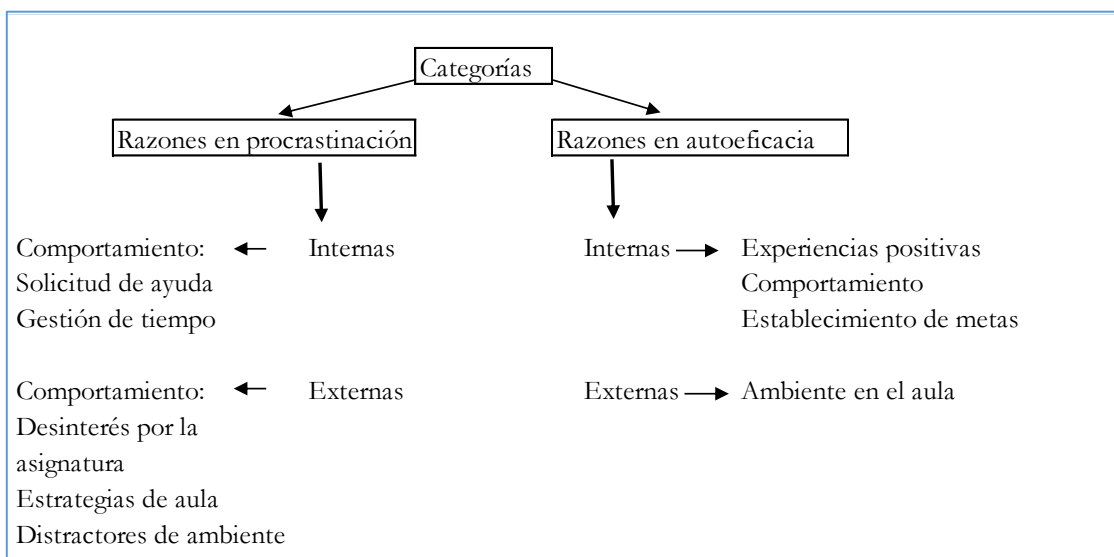 Categorías
Razones en procrastinación
Razones en autoeficacia
Comportamiento:
Solicitud de ayuda
Gestión de tiempo
Internas
Internas
Experiencias positivas
Comportamiento
Establecimiento de metas
Comportamiento:
Desinterés por la
asignatura
Estrategias de aula
Distractores de ambiente
Externas
Externas
Ambiente en el aula